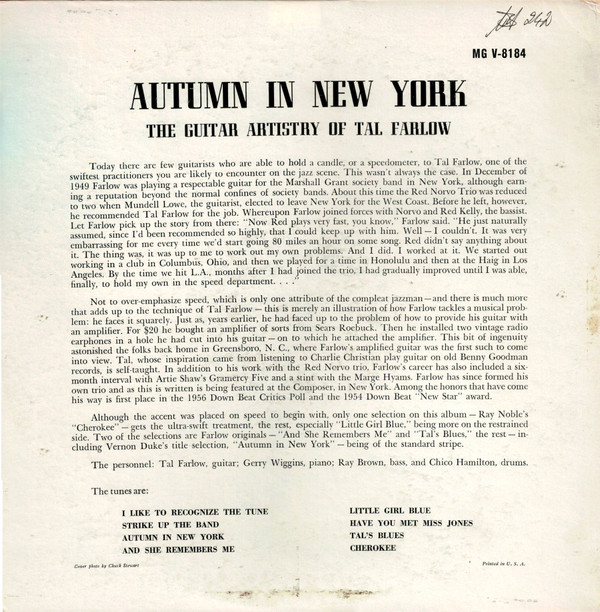 242
MG V-8184
AUTUMN IN NEW YORK
THE GUITAR ARTISTRY OF TAL FARLOW
Today there are few guitarists who are able to hold a candle, or a speedometer, to Tal Farlow, one of the
swiftest practitioners you are likely to encounter on the jazz scene. This wasn't always the case. In December of
1949 Farlow was playing a respectable guitar for the Marshall Grant society band in New York, although earn-
ing a reputation beyond the normal confines of society bands. About this time the Red Norvo Trio was reduced
to two when Mundell Lowe, the guitarist, elected to leave New York for the West Coast. Before he left, however,
he recommended Tal Farlow for the job. Whereupon Farlow joined forces with Norvo and Red Kelly, the bassist.
Let Farlow pick up the story from there: "Now Red plays very fast, you know," Farlow said. "He just naturally
assumed, since I'd been recommended so highly, that I could keep up with him. Well — I couldn't. It was very
embarrassing for me every time we'd start going 80 miles an hour on some song. Red didn't say anything about
it. The thing was, it was up to me to work out my own problems. And I did. I worked at it. We started out
working in a club in Columbus, Ohio, and then we played for a time in Honolulu and then at the Haig in Los
Angeles. By the time we hit L.A., months after I had joined the trio, I had gradually improved until I was able,
finally, to hold my own in the speed department. . . ."
Not to over-emphasize speed, which is only one attribute of the compleat jazzman — and there is much more
that adds up to the technique of Tal Farlow — this is merely an illustration of how Farlow tackles a musical prob-
lem: he faces it squarely. Just as, years earlier, he had faced up to the problem of how to provide his guitar with
an amplifier. For $20 he bought an amplifier of sorts from Sears Roebuck. Then he installed two vintage radio
earphones in a hole he had cut into his guitar — on to which he attached the amplifier. This bit of ingenuity
astonished the folks back home in Greensboro, N. C., where Farlow's amplified guitar was the first such to come
into view. Tal, whose inspiration came from listening to Charlie Christian play guitar on old Benny Goodman
records, is self-taught. In addition to his work with the Red Norvo trio, Farlow's career has also included a six-
month interval with Artie Shaw's Gramercy Five and a stint with the Marge Hyams. Farlow has since formed his
own trio and as this is written is being featured at the Composer, in New York. Among the honors that have come
his way is first place in the 1956 Down Beat Critics Poll and the 1954 Down Beat "New Star" award.
Although the accent was placed on speed to begin with, only one selection on this album — Ray Noble's
"Cherokee" — gets the ultra-swift treatment, the rest, especially "Little Girl Blue," being more on the restrained
side. Two of the selections are Farlow originals — "And She Remembers Me" and "Tal's Blues," the rest — in-
cluding Vernon Duke's title selection, "Autumn in New York" — being of the standard stripe.
The personnel: Tal Farlow, guitar; Gerry Wiggins, piano; Ray Brown, bass, and Chico Hamilton, drums.
The tunes are:
I LIKE TO RECOGNIZE THE TUNE
STRIKE UP THE BAND
AUTUMN IN NEW YORK
AND SHE REMEMBERS ME
LITTLE GIRL BLUE
HAVE YOU MET MISS JONES
TAL'S BLUES
CHEROKEE
Cover photo by Chuck Stewart
Printed in U. S. A.